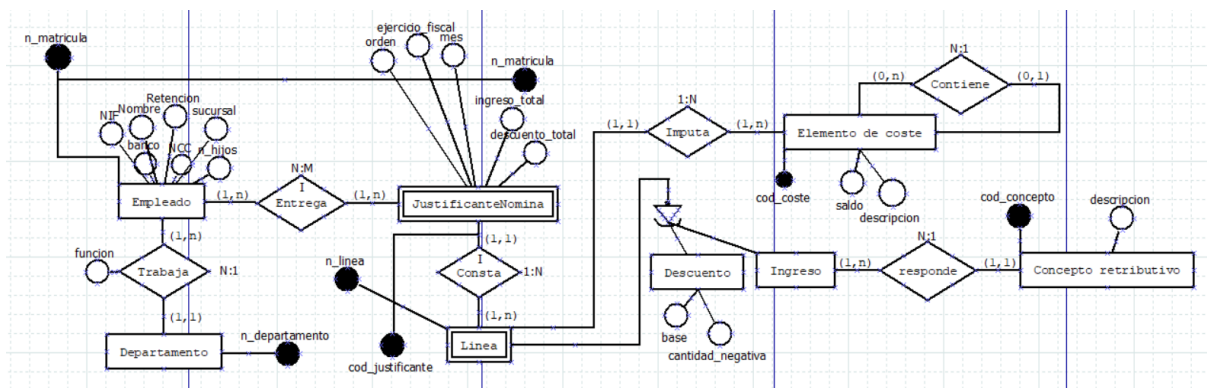 n_matricula
ejercicio_fiscal
orden
mes
n_matricula
ingreso_total
descuento_total
NIF
Nombre
Retencion
sucursal
banco
NCC
n_hijos
Empleado
(1,n)
N:M
I
Entrega
(1,n)
JustificanteNomina
(1,n)
funcion
Trabaja
N:1
(1,1)
Departamento
n_departamento
(1,1)
I
Consta
1:N
(1,n)
n_linea
cod_justificante
Linea
1:N
(1,1)
Imputa
(1,n)
Elemento de coste
N:1
(0,n)
Contiene
(0,1)
cod_coste
saldo
descripcion
Descuento
base
cantidad_negativa
Ingreso
(1,n)
N:1
responde
(1,1)
cod_concepto
descripcion
Concepto retributivo